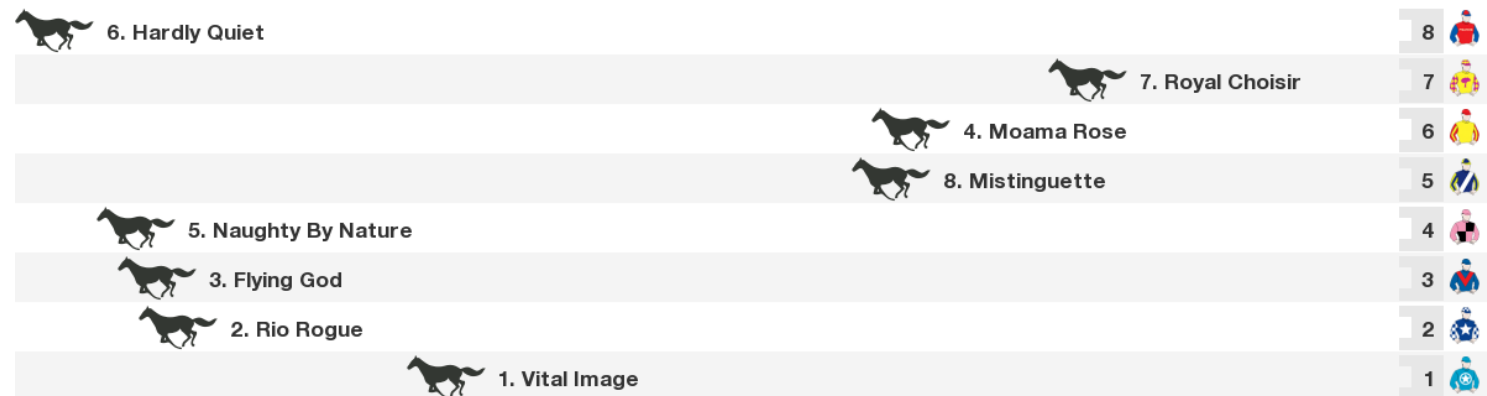 6. Hardly Quiet 8
7. Royal Choisir 7
4. Moama Rose 6
8. Mistinguette 5
5. Naughty By Nature 4
3. Flying God 3
2. Rio Rogue 2
1. Vital Image 1